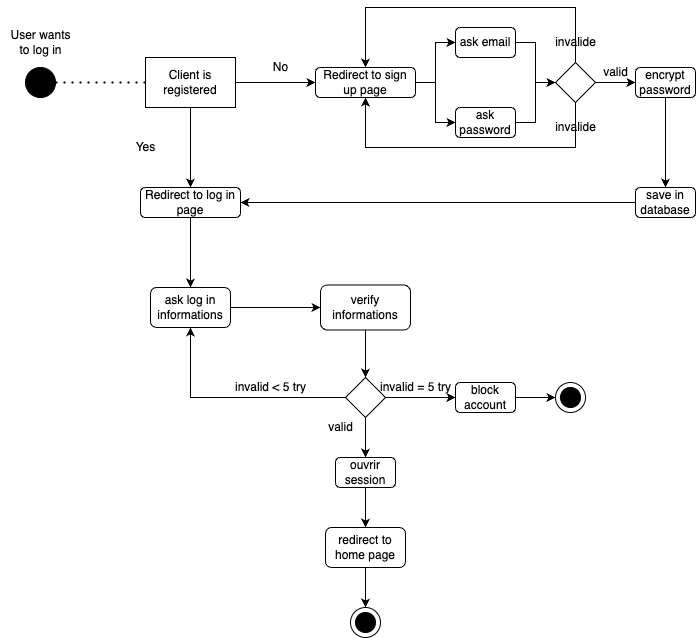 User wants
to log in
Client is
registered
No
Yes
Redirect to sign
up page
ask email
ask
password
invalide
invalide
valid
encrypt
password
save in
database
Redirect to log in
page
ask log in
informations
verify
informations
invalid < 5 try
invalid = 5 try
block
account
valid
ouvrir
session
redirect to
home page